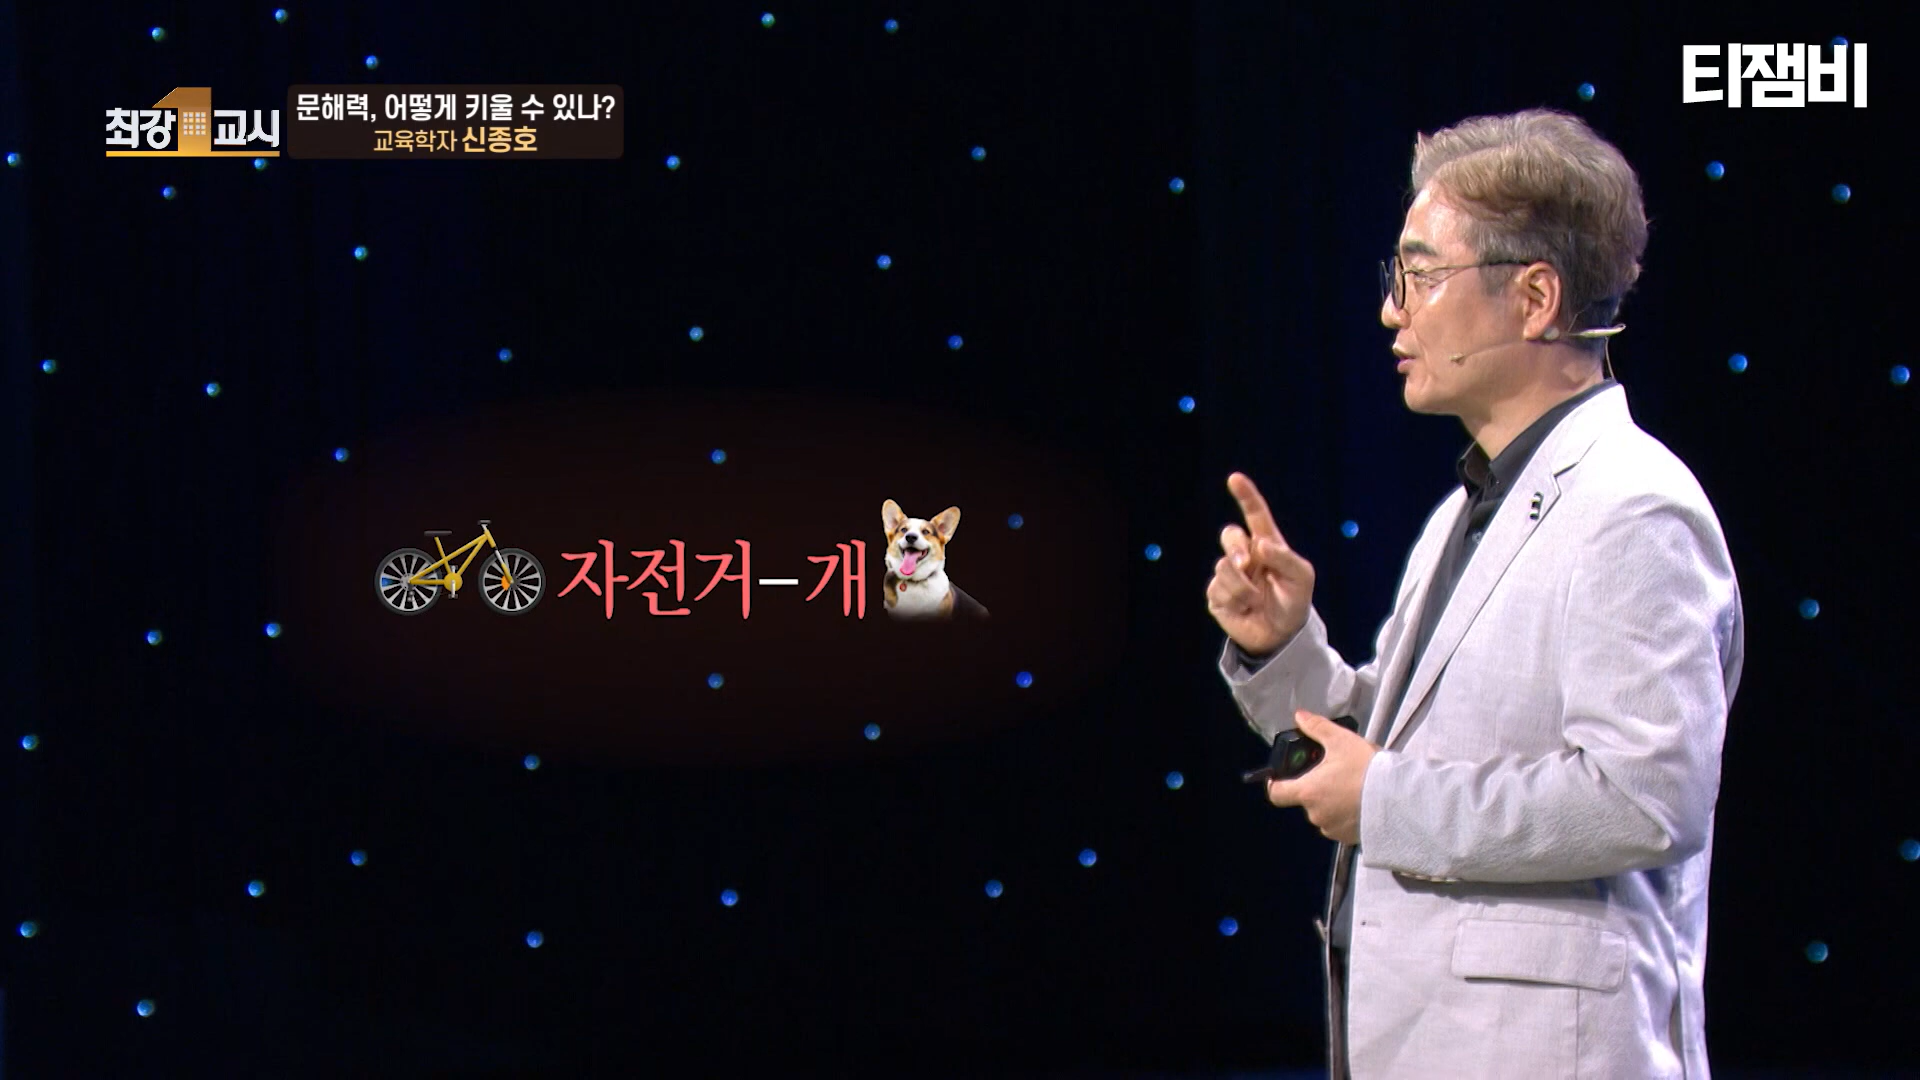 최강1교시
문해력, 어떻게 키울 수 있나?
교육학자 신종호
티잼비
자전거-개